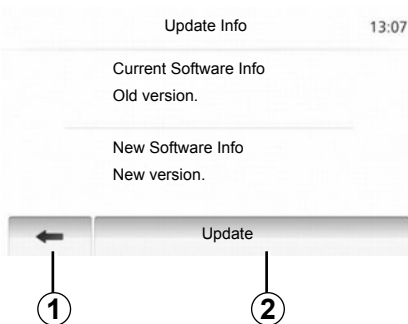 Update Info 13:07
Current Software Info
Old version.
New Software Info
New version.
Update
1 2